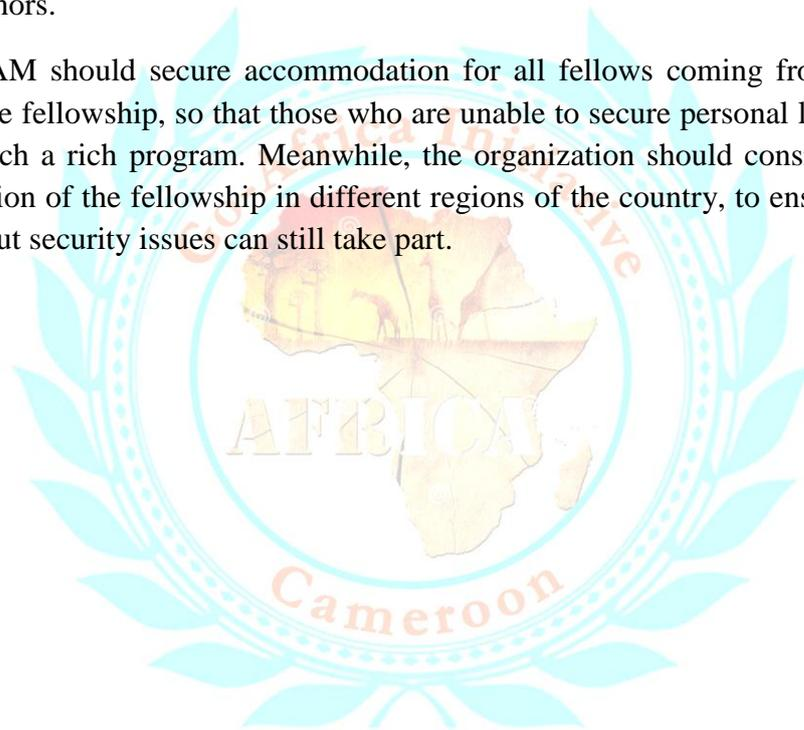 nors.
AM should secure accommodation for all fellows coming fro
e fellowship, so that those who are unable to secure personal l
ch a rich program. Meanwhile, the organization should cons
ion of the fellowship in different regions of the country, to ens
ut security issues can still take part.
Go Africa Initiative
AFRICA
Cameroon